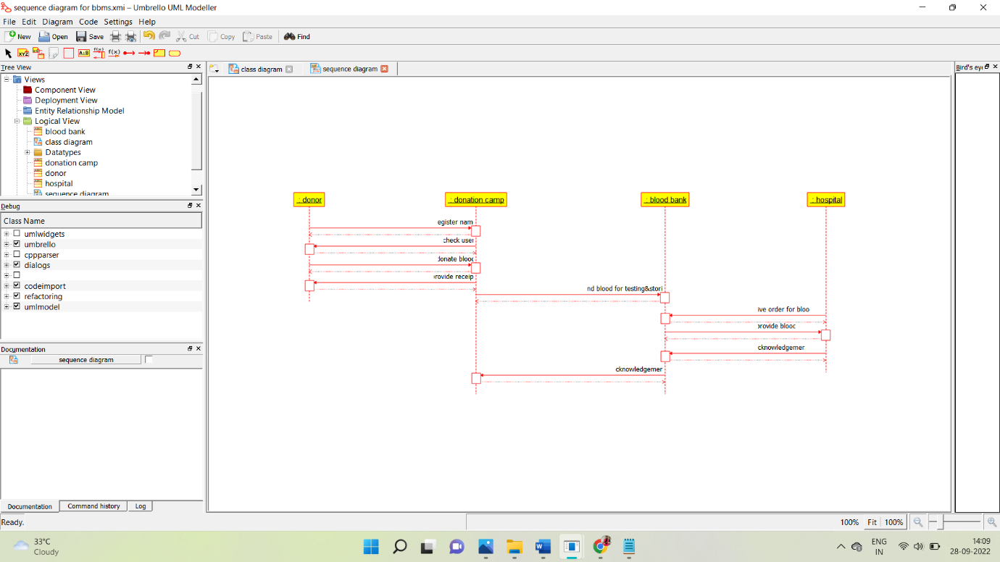 sequence diagram for bbms.xmi – Umbrello UML Modeller
File Edit Diagram Code Settings Help
New Open Save Cut Copy Paste Find
XYZ A:B f(x) f(x)
Tree View
Views
Component View
Deployment View
Entity Relationship Model
Logical View
blood bank
class diagram
Datatypes
donation camp
donor
hospital
sequence diagram
Debug
Class Name
umlwidgets
umbrello
cppparser
dialogs
codeimport
refactoring
umlmodel
Documentation
sequence diagram
Documentation Command history Log
class diagram sequence diagram
Bird's eye
: donor : donation camp : blood bank : hospital
egister nam
check user
donate blooc
rovide receip
nd blood for testing&stori
ive order for bloo
provide blooc
cknowledgemer
cknowledgemer
Ready. 100% Fit 100%
33°C
Cloudy
ENG
IN
14:09
28-09-2022